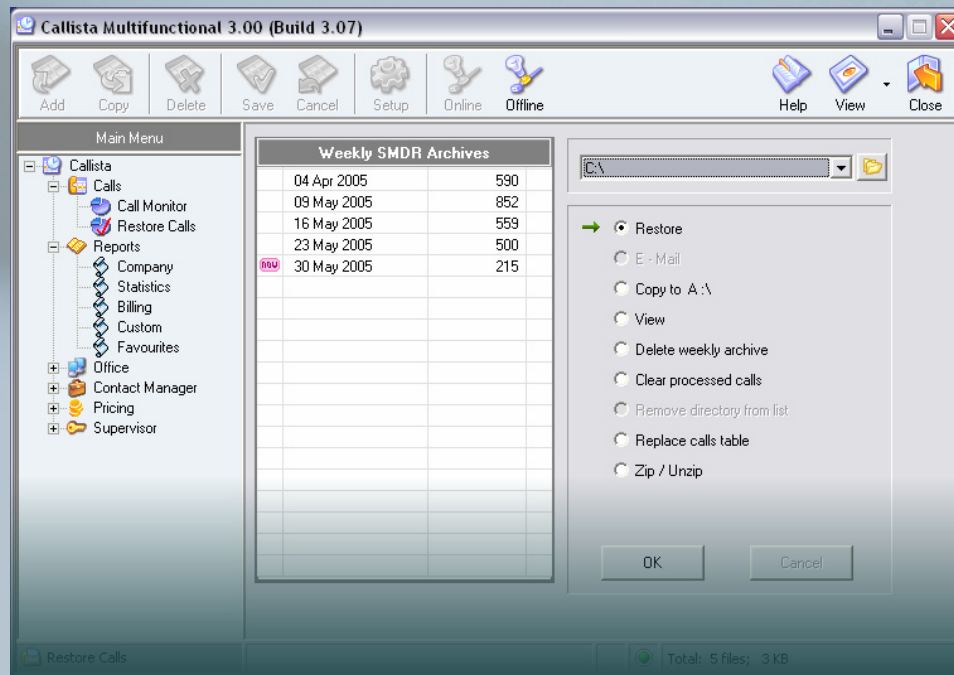 Callista Multifunctional 3.00 (Build 3.07)
Add Copy Delete Save Cancel Setup Online Offline Help View Close
Main Menu
Callista
Calls
Call Monitor
Restore Calls
Reports
Company
Statistics
Billing
Custom
Favourites
Office
Contact Manager
Pricing
Supervisor
Weekly SMDR Archives
04 Apr 2005 590
09 May 2005 852
16 May 2005 559
23 May 2005 500
now 30 May 2005 215
C:\
Restore
E - Mail
Copy to A :\
View
Delete weekly archive
Clear processed calls
Remove directory from list
Replace calls table
Zip / Unzip
OK Cancel
Restore Calls Total: 5 files; 3 KB